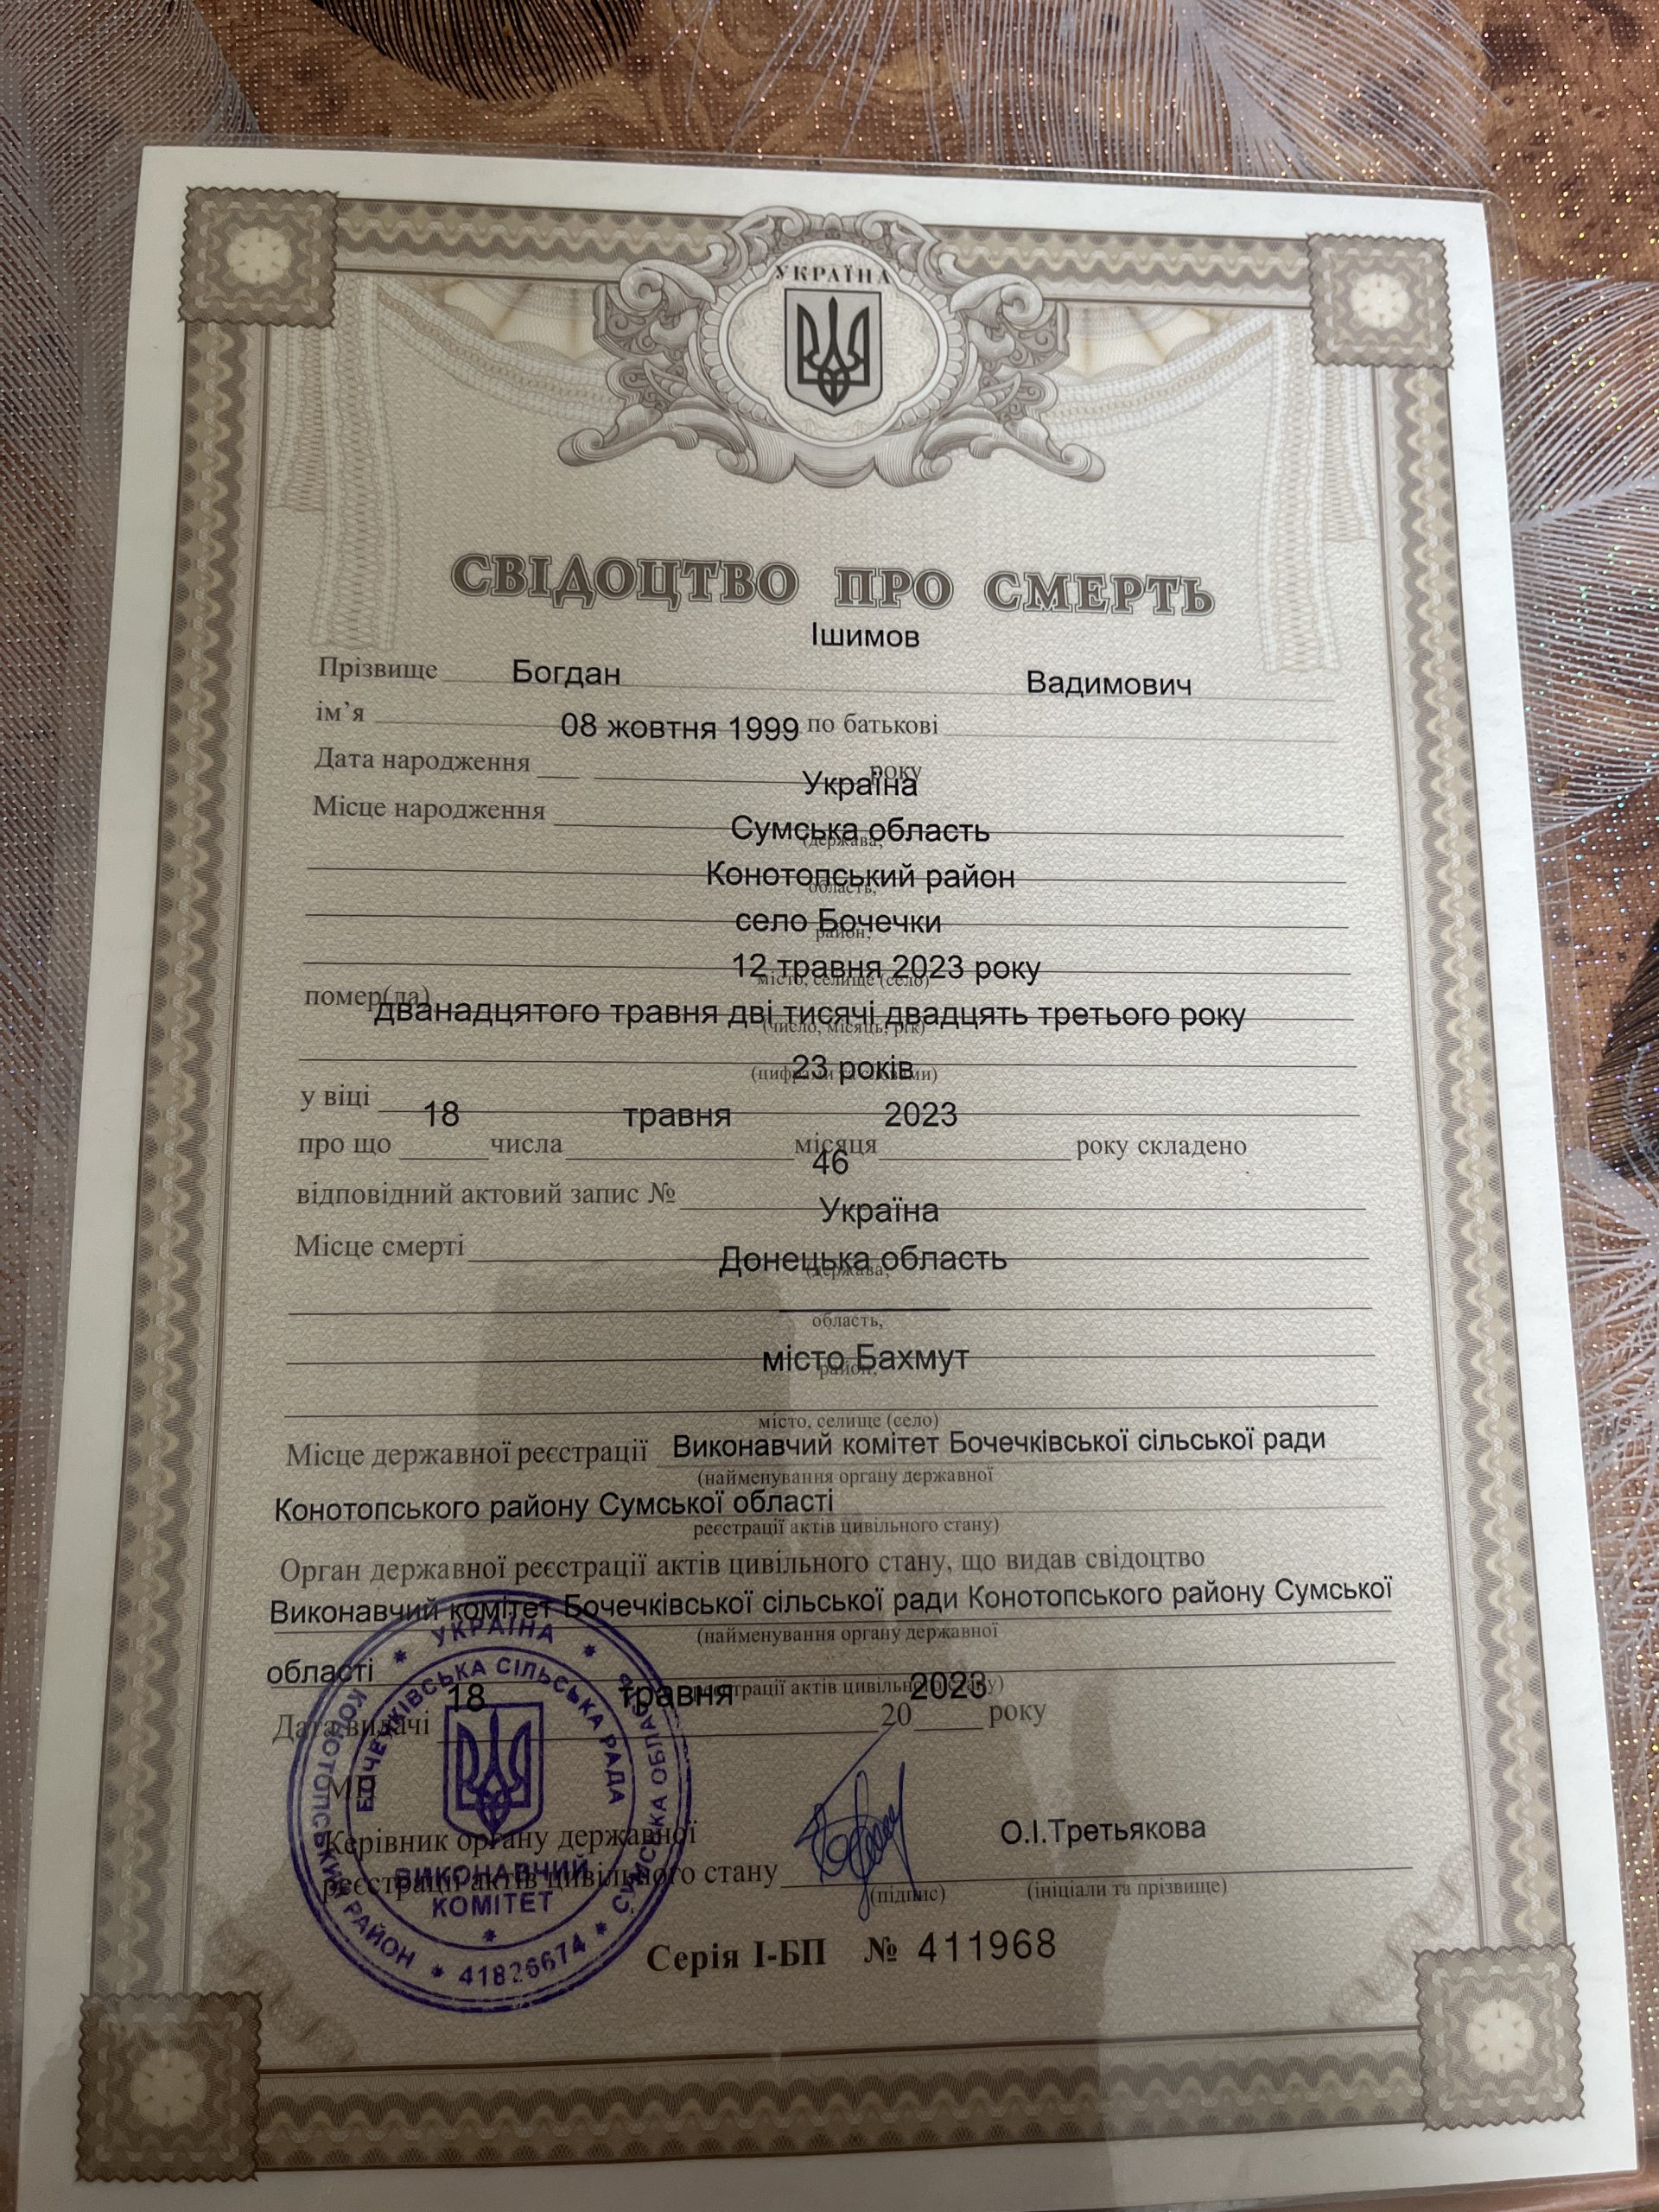 УКРАЇНА
СВІДОЦТВО ПРО СМЕРТЬ
Ішимов
Прізвище Богдан Вадимович
ім’я 08 жовтня 1999 по батькові
Дата народження року
Україна
Місце народження
Сумська область
(держава,
Конотопський район
область,
село Бочечки
район,
12 травня 2023 року
місто, селище (село)
помер(ла)
дванадцятого травня дві тисячі двадцять третього року
(число, місяць, рік)
23 років
(цифрами та словами)
у віці
18 травня 2023
про що числа місяця року складено
46
відповідний актовий запис №
Україна
Місце смерті
Донецька область
(держава,
область,
місто Бахмут
район,
місто, селище (село)
Місце державної реєстрації Виконавчий комітет Бочечківської сільської ради
(найменування органу державної
Конотопського району Сумської області
реєстрації актів цивільного стану)
Орган державної реєстрації актів цивільного стану, що видав свідоцтво
Виконавчий комітет Бочечківської сільської ради Конотопського району Сумської
(найменування органу державної
області
реєстрації актів цивільного стану)
18 травня 2023
Дата видачі 20 року
МП
Керівник органу державної
реєстрації актів цивільного стану О.І.Третьякова
(підпис) (ініціали та прізвище)
Серія І-БП № 411968
УКРАЇНА * СУМСЬКА ОБЛАСТЬ * 41826674 * КОНОТОПСЬКИЙ РАЙОН *
БОЧЕЧКІВСЬКА СІЛЬСЬКА РАДА
ВИКОНАВЧИЙ
КОМІТЕТ